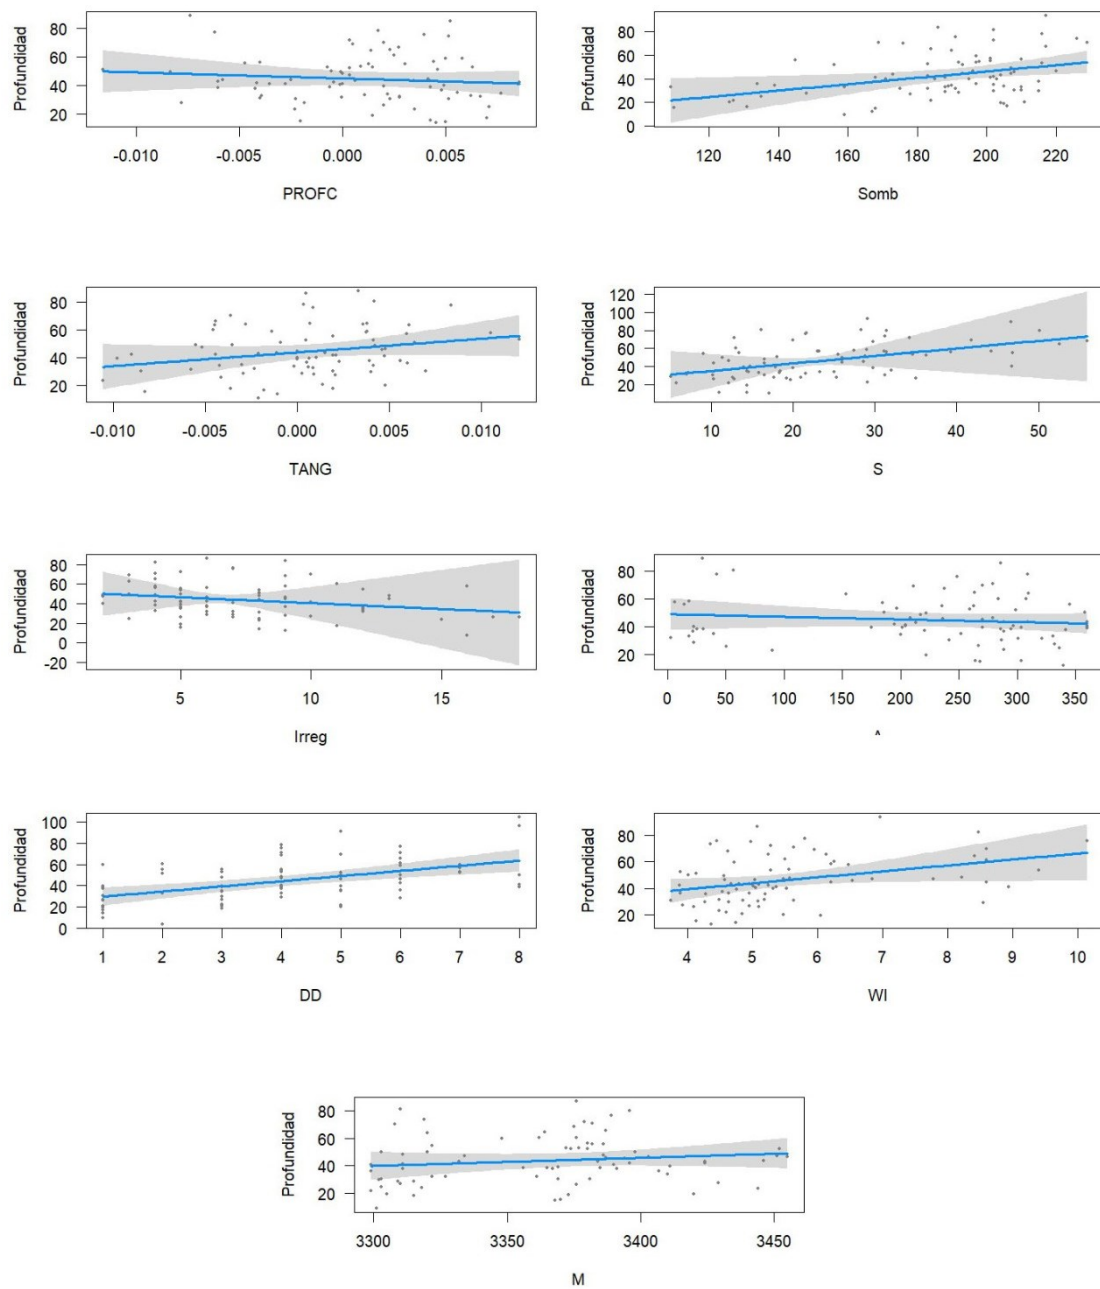 Profundidad
80
60
40
20
-0.010 -0.005 0.000 0.005
PROFC
Profundidad
80
60
40
20
0
120 140 160 180 200 220
Somb
Profundidad
80
60
40
20
-0.010 -0.005 0.000 0.005 0.010
TANG
Profundidad
120
100
80
60
40
20
10 20 30 40 50
S
Profundidad
80
60
40
20
0
-20
5 10 15
Irreg
Profundidad
80
60
40
20
0 50 100 150 200 250 300 350
A
Profundidad
100
80
60
40
20
0
1 2 3 4 5 6 7 8
DD
Profundidad
80
60
40
20
4 5 6 7 8 9 10
WI
Profundidad
80
60
40
20
3300 3350 3400 3450
M